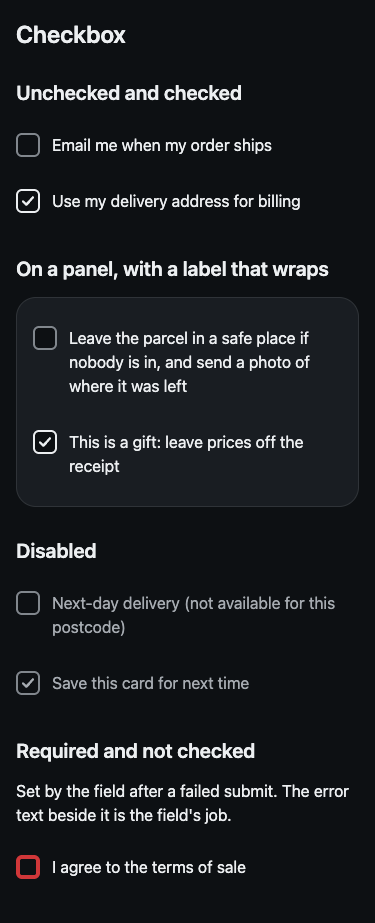 Checkbox
Unchecked and checked
Email me when my order ships
Use my delivery address for billing
On a panel, with a label that wraps
Leave the parcel in a safe place if
nobody is in, and send a photo of
where it was left
This is a gift: leave prices off the
receipt
Disabled
Next-day delivery (not available for this
postcode)
Save this card for next time
Required and not checked
Set by the field after a failed submit. The error
text beside it is the field's job.
I agree to the terms of sale